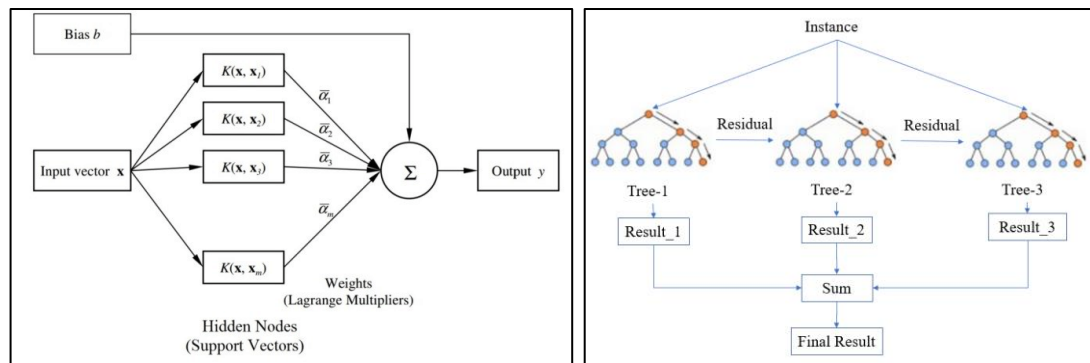 Bias b
K(x, x1)
K(x, x2)
K(x, x3)
K(x, xm)
Input vector x
ᾱ1
ᾱ2
ᾱ3
ᾱm
Σ
Output y
Weights
(Lagrange Multipliers)
Hidden Nodes
(Support Vectors)
Instance
Residual
Residual
Tree-1
Tree-2
Tree-3
Result_1
Result_2
Result_3
Sum
Final Result